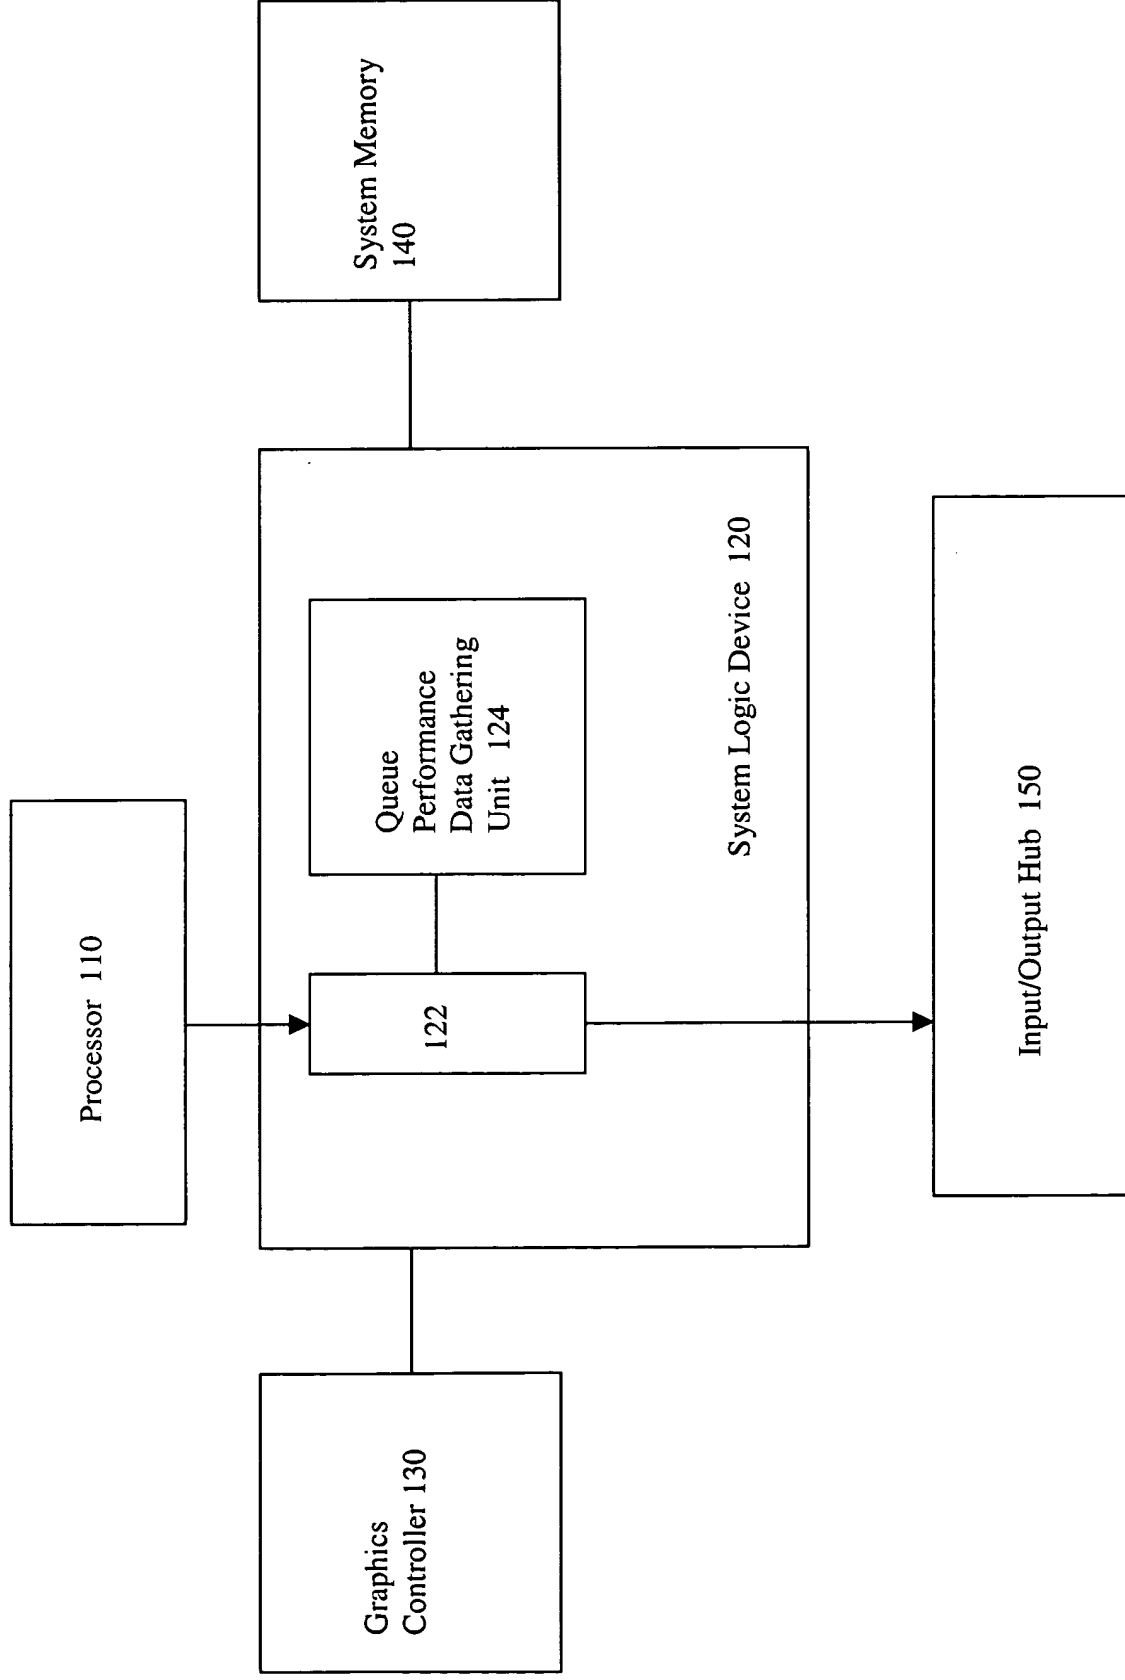 Processor 110
Graphics
Controller 130
122
Queue
Performance
Data Gathering
Unit 124
System Logic Device 120
System Memory
140
Input/Output Hub 150